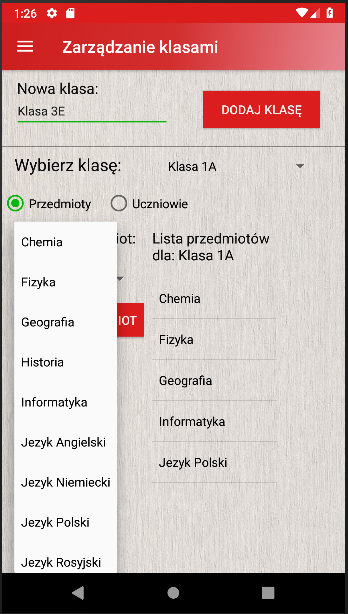 1:26
Zarządzanie klasami
Nowa klasa:
Klasa 3E
DODAJ KLASĘ
Wybierz klasę:
Klasa 1A
Przedmioty
Uczniowie
iot:
IOT
Chemia
Fizyka
Geografia
Historia
Informatyka
Jezyk Angielski
Jezyk Niemiecki
Jezyk Polski
Jezyk Rosyjski
Lista przedmiotów
dla: Klasa 1A
Chemia
Fizyka
Geografia
Informatyka
Jezyk Polski